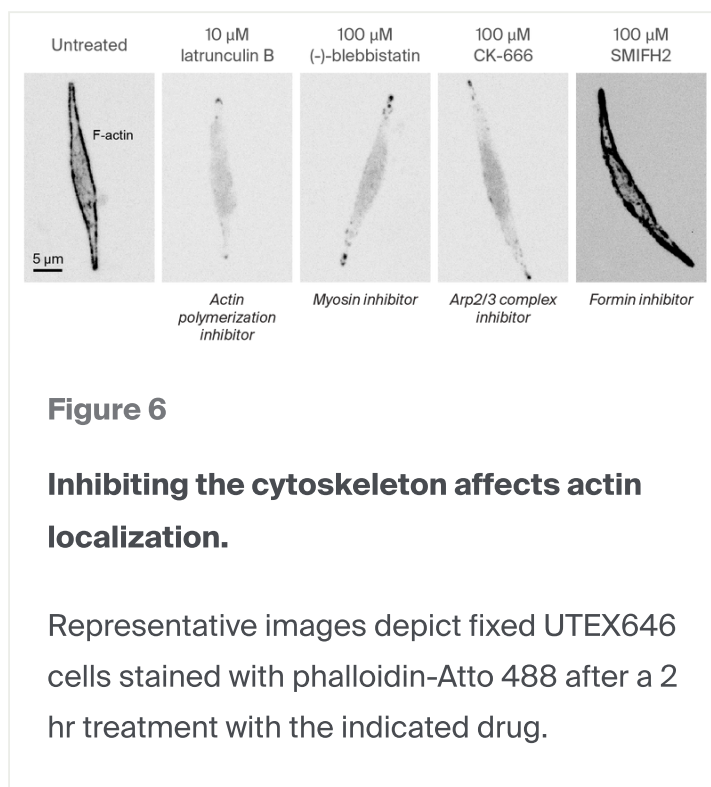 Untreated
10 µM
latrunculin B
100 µM
(-)-blebbistatin
100 µM
CK-666
100 µM
SMIFH2
F-actin
5 µm
Actin
polymerization
inhibitor
Myosin inhibitor
Arp2/3 complex
inhibitor
Formin inhibitor
Figure 6
Inhibiting the cytoskeleton affects actin
localization.
Representative images depict fixed UTEX646
cells stained with phalloidin-Atto 488 after a 2
hr treatment with the indicated drug.